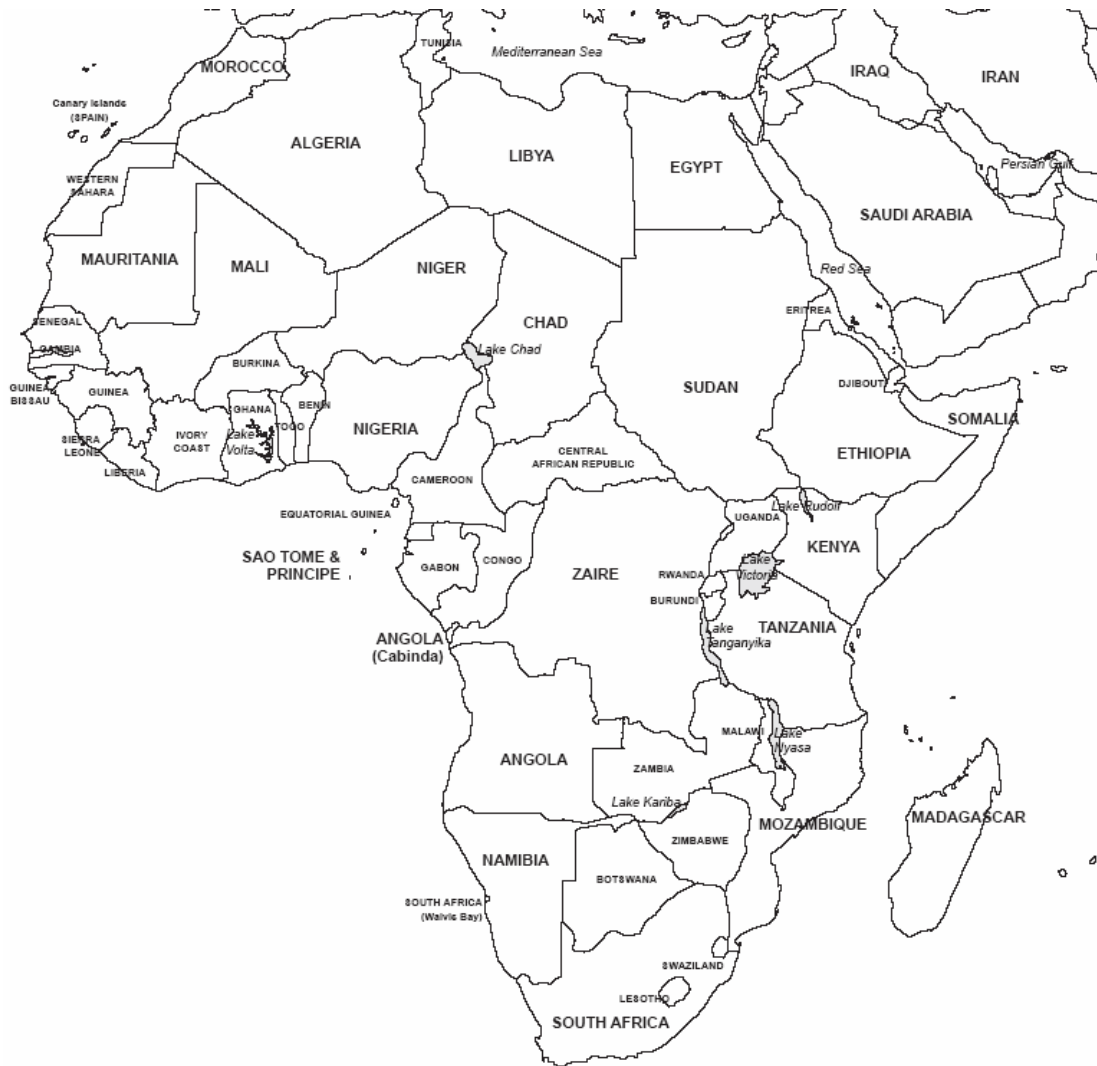 TUNISIA
Mediterranean Sea
MOROCCO
IRAQ
IRAN
Canary Islands
(SPAIN)
ALGERIA
LIBYA
EGYPT
Persian Gulf
WESTERN
SAHARA
SAUDI ARABIA
MAURITANIA
MALI
NIGER
Red Sea
ERITREA
SENEGAL
CHAD
GAMBIA
Lake Chad
BURKINA
GUINEA
BISSAU
GUINEA
SUDAN
DJIBOUT
BENIN
GHANA
TOGO
NIGERIA
SOMALIA
SIERRA
LEONE
IVORY
COAST
Lake
Volta
ETHIOPIA
CENTRAL
AFRICAN REPUBLIC
LIBERIA
CAMEROON
EQUATORIAL GUINEA
Lake Rudolf
UGANDA
KENYA
SAO TOME &
PRINCIPE
GABON
CONGO
ZAIRE
RWANDA
Lake
Victoria
BURUNDI
TANZANIA
ANGOLA
(Cabinda)
Lake
Tanganyika
MALAWI
Lake
Nyasa
ANGOLA
ZAMBIA
Lake Kariba
MOZAMBIQUE
MADAGASCAR
ZIMBABWE
NAMIBIA
BOTSWANA
SOUTH AFRICA
(Walvis Bay)
SWAZILAND
LESOTHO
SOUTH AFRICA